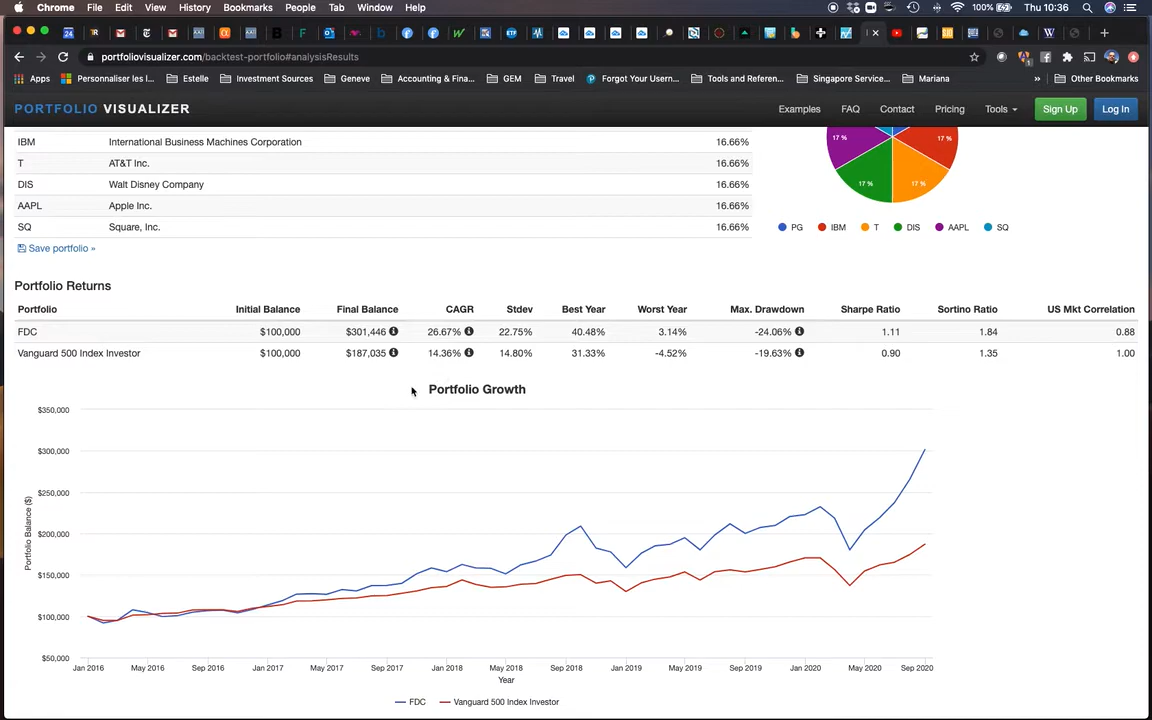 Chrome File Edit View History Bookmarks People Tab Window Help 100% Thu 10:36
portfoliovisualizer.com/backtest-portfolio#analysisResults
Apps Personnaliser les l... Estelle Investment Sources Geneve Accounting & Fina... GEM Travel Forgot Your Usern... Tools and Referen... Singapore Service... Mariana » Other Bookmarks
PORTFOLIO VISUALIZER Examples FAQ Contact Pricing Tools Sign Up Log In
IBM International Business Machines Corporation 16.66%
T AT&T Inc. 16.66%
DIS Walt Disney Company 16.66%
AAPL Apple Inc. 16.66%
SQ Square, Inc. 16.66%
17 % 17 %
17 % 17 %
PG IBM T DIS AAPL SQ
Save portfolio »
Portfolio Returns
Portfolio Initial Balance Final Balance CAGR Stdev Best Year Worst Year Max. Drawdown Sharpe Ratio Sortino Ratio US Mkt Correlation
FDC $100,000 $301,446 26.67% 22.75% 40.48% 3.14% -24.06% 1.11 1.84 0.88
Vanguard 500 Index Investor $100,000 $187,035 14.36% 14.80% 31.33% -4.52% -19.63% 0.90 1.35 1.00
Portfolio Growth
Portfolio Balance ($)
$350,000
$300,000
$250,000
$200,000
$150,000
$100,000
$50,000
Jan 2016 May 2016 Sep 2016 Jan 2017 May 2017 Sep 2017 Jan 2018 May 2018 Sep 2018 Jan 2019 May 2019 Sep 2019 Jan 2020 May 2020 Sep 2020
Year
FDC Vanguard 500 Index Investor